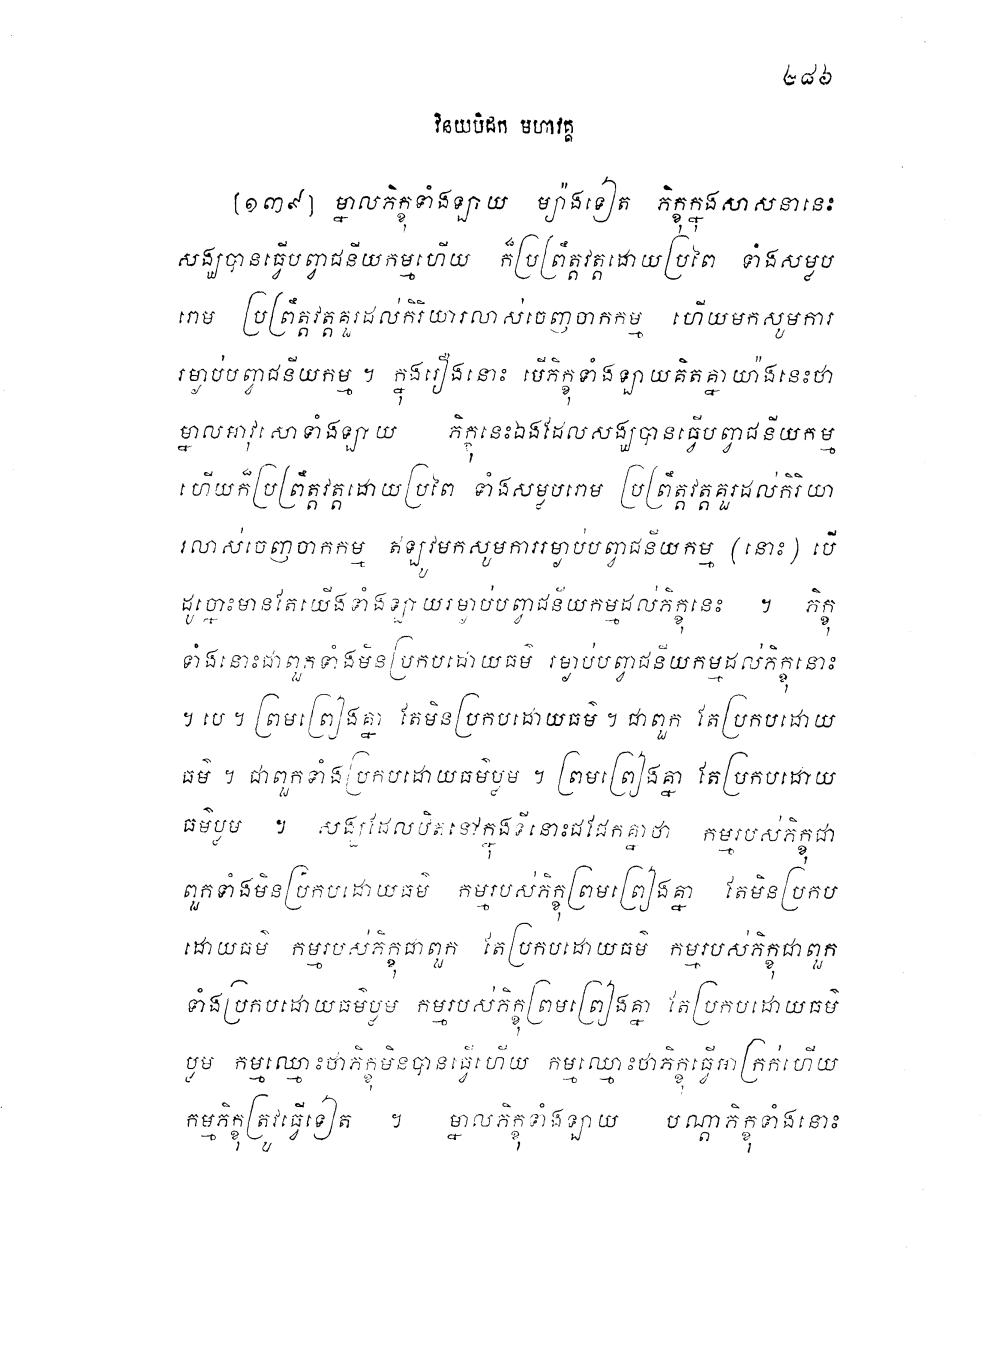 ២៨៦
វិនយបិដក មហាវគ្គ
[១៣៩] ម្នាលភិក្ខុទាំងឡាយ ម្យ៉ាងទៀត ភិក្ខុក្នុងសាសនានេះ
សង្ឃបានធ្វើបញ្វជនីយកម្មហើយ ក៏ប្រព្រឹត្តវត្តដោយប្រពៃ ទាំងសម្ងប
រោម ប្រព្រឹត្តវត្តគួរដល់កិរិយារលាស់ចេញចាកកម្ម ហើយមកសូមការ
រម្ងាប់បញ្វជនីយកម្ម ។ ក្នុងរឿងនោះ បើភិក្ខុទាំងឡាយគិតគ្នាយ៉ាងនេះថា
ម្នាលអាវុសោទាំងឡាយ ភិក្ខុនេះឯងដែលសង្ឃបានធ្វើបញ្វជនីយកម្ម
ហើយក៏ប្រព្រឹត្តវត្តដោយប្រពៃ ទាំងសម្ងបរោម ប្រព្រឹត្តវត្តគួរដល់កិរិយា
រលាស់ចេញចាកកម្ម ឥឡូវមកសូមការរម្ងាប់បញ្វជនីយកម្ម (នោះ) បើ
ដូច្នោះមានតែយើងទាំងឡាយរម្ងាប់បញ្វជនីយកម្មដល់ភិក្ខុនេះ ។ ភិក្ខុ
ទាំងនោះជាពួកទាំងមិនប្រកបដោយធម៌ រម្ងាប់បញ្វជនីយកម្មដល់ភិក្ខុនោះ
។ បេ ។ ព្រមព្រៀងគ្នា តែមិនប្រកបដោយធម៌ ។ ជាពួក តែប្រកបដោយ
ធម៌ ។ ជាពួកទាំងប្រកបដោយធម៌ប្លម ។ ព្រមព្រៀងគ្នា តែប្រកបដោយ
ធម៌ប្លម ។ សង្ឃដែលឋិតនៅក្នុងទីនោះជជែកគ្នាថា កម្មរបស់ភិក្ខុជា
ពួកទាំងមិនប្រកបដោយធម៌ កម្មរបស់ភិក្ខុព្រមព្រៀងគ្នា តែមិនប្រកប
ដោយធម៌ កម្មរបស់ភិក្ខុជាពួក តែប្រកបដោយធម៌ កម្មរបស់ភិក្ខុជាពួក
ទាំងប្រកបដោយធម៌ប្លម កម្មរបស់ភិក្ខុព្រមព្រៀងគ្នា តែប្រកបដោយធម៌
ប្លម កម្មឈ្មោះថាភិក្ខុមិនបានធ្វើហើយ កម្មឈ្មោះថាភិក្ខុធ្វើអាក្រក់ហើយ
កម្មភិក្ខុត្រូវធ្វើទៀត ។ ម្នាលភិក្ខុទាំងឡាយ បណ្តាភិក្ខុទាំងនោះ